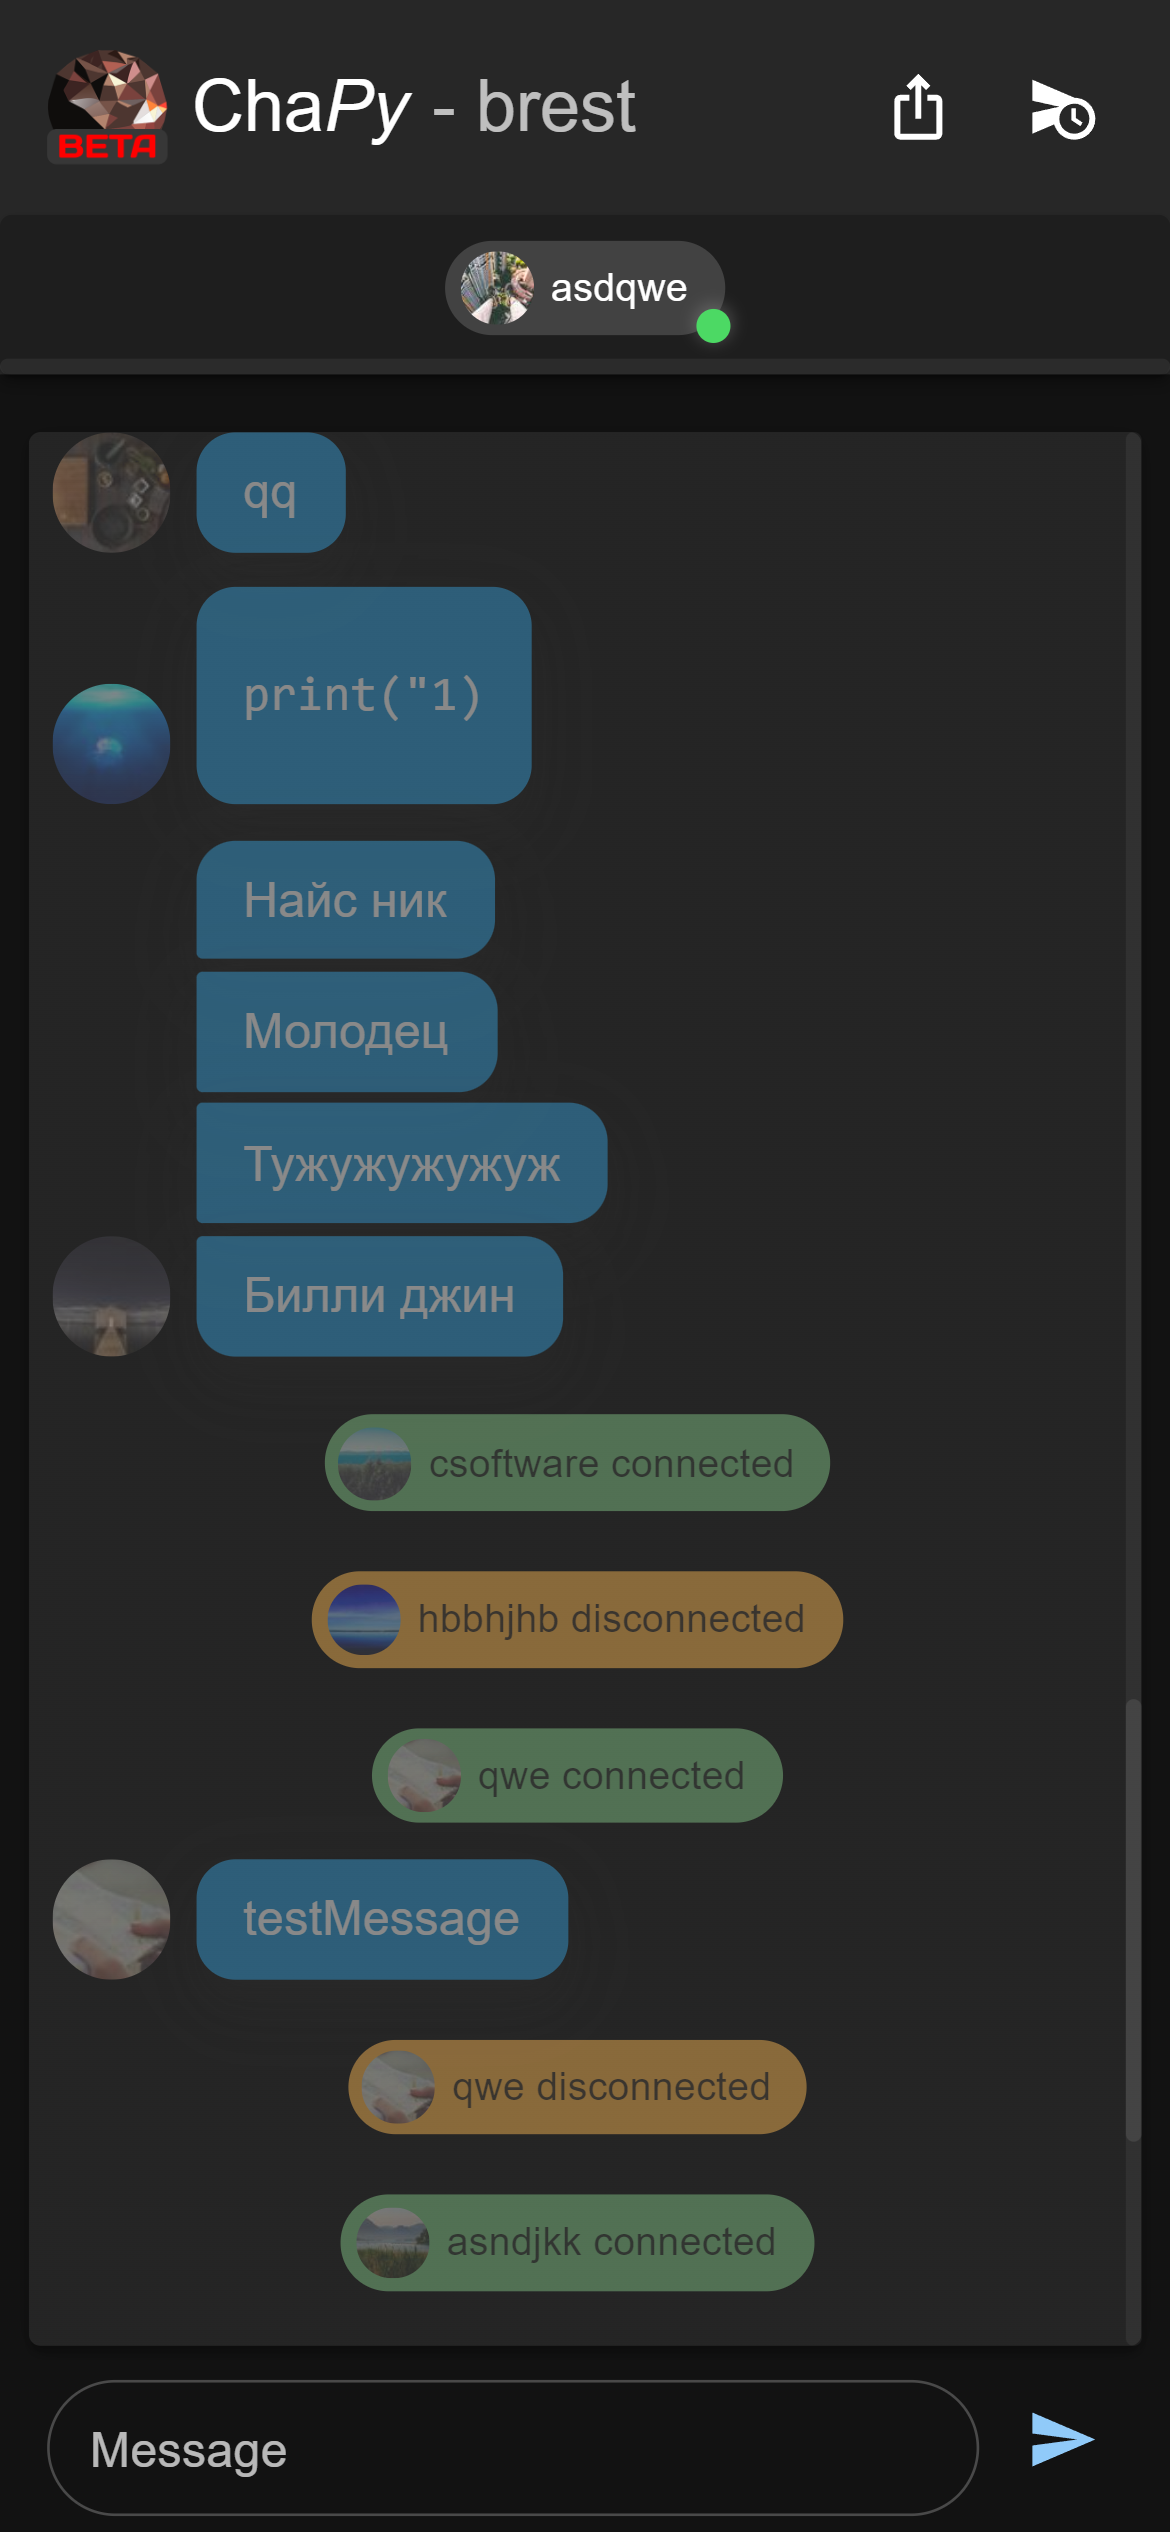 BETA
ChaPy - brest
asdqwe
qq
print("1)
Найс ник
Молодец
Тужужужужуж
Билли джин
csoftware connected
hbbhjhb disconnected
qwe connected
testMessage
qwe disconnected
asndjkk connected
Message